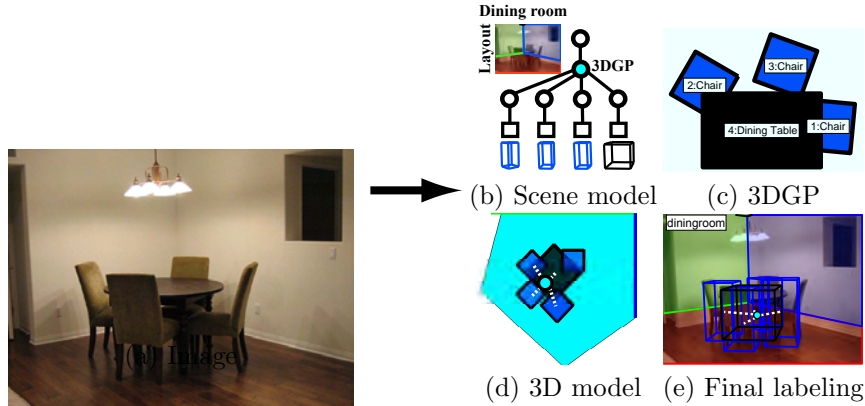 Dining room
Layout
3DGP
3:Chair
2:Chair
1:Chair
4:Dining Table
(b) Scene model
(c) 3DGP
diningroom
(a) Image
(d) 3D model
(e) Final labeling